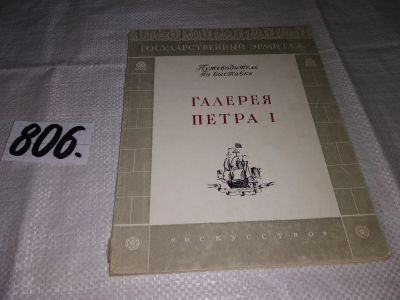 ГОСУДАРСТВЕННЫЙ ЭРМИТАЖ
Путеводитель
по выставке
ГАЛЕРЕЯ
ПЕТРА I
806.
«ИСКУССТВО»